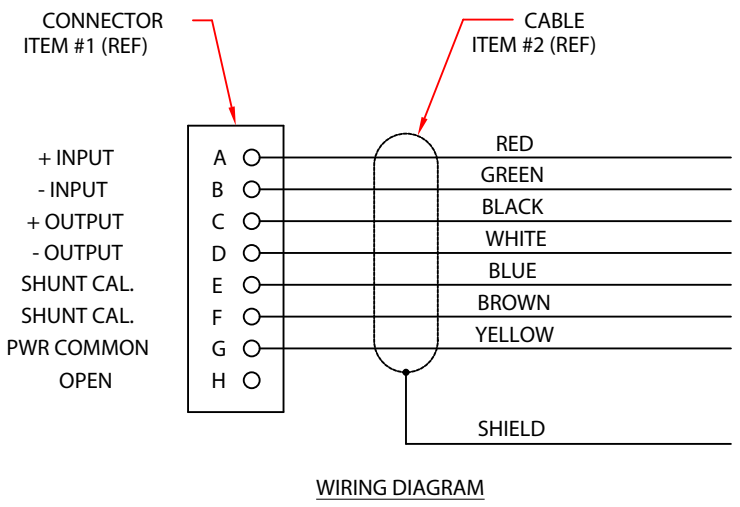 CONNECTOR
ITEM #1 (REF)
CABLE
ITEM #2 (REF)
+ INPUT A RED
- INPUT B GREEN
+ OUTPUT C BLACK
- OUTPUT D WHITE
SHUNT CAL. E BLUE
SHUNT CAL. F BROWN
PWR COMMON G YELLOW
OPEN H
SHIELD
WIRING DIAGRAM